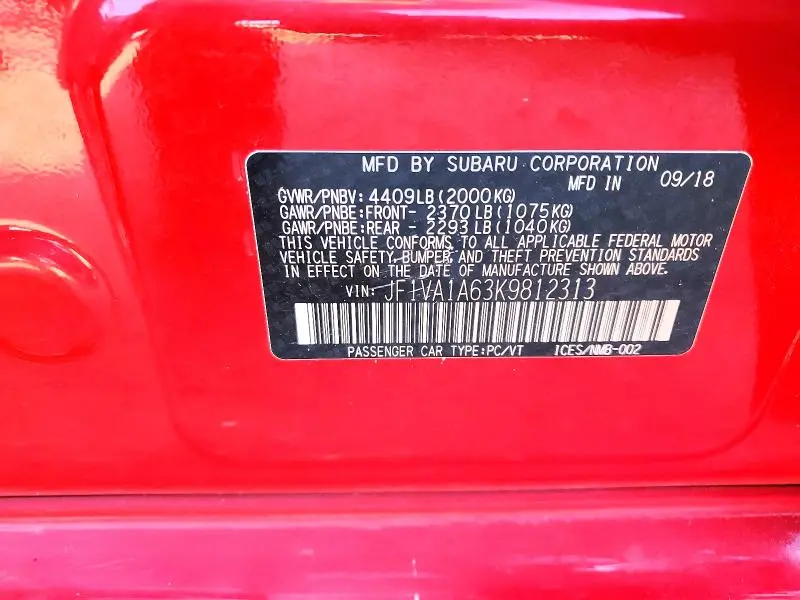 MFD BY SUBARU CORPORATION
MFD IN 09/18
GVWR/PNBV: 4409LB(2000KG)
GAWR/PNBE:FRONT- 2370LB(1075KG)
GAWR/PNBE:REAR - 2293LB(1040KG)
THIS VEHICLE CONFORMS TO ALL APPLICABLE FEDERAL MOTOR
VEHICLE SAFETY, BUMPER, AND THEFT PREVENTION STANDARDS
IN EFFECT ON THE DATE OF MANUFACTURE SHOWN ABOVE.
VIN: JF1VA1A63K9812313
PASSENGER CAR TYPE:PC/VT ICES/NMB-002